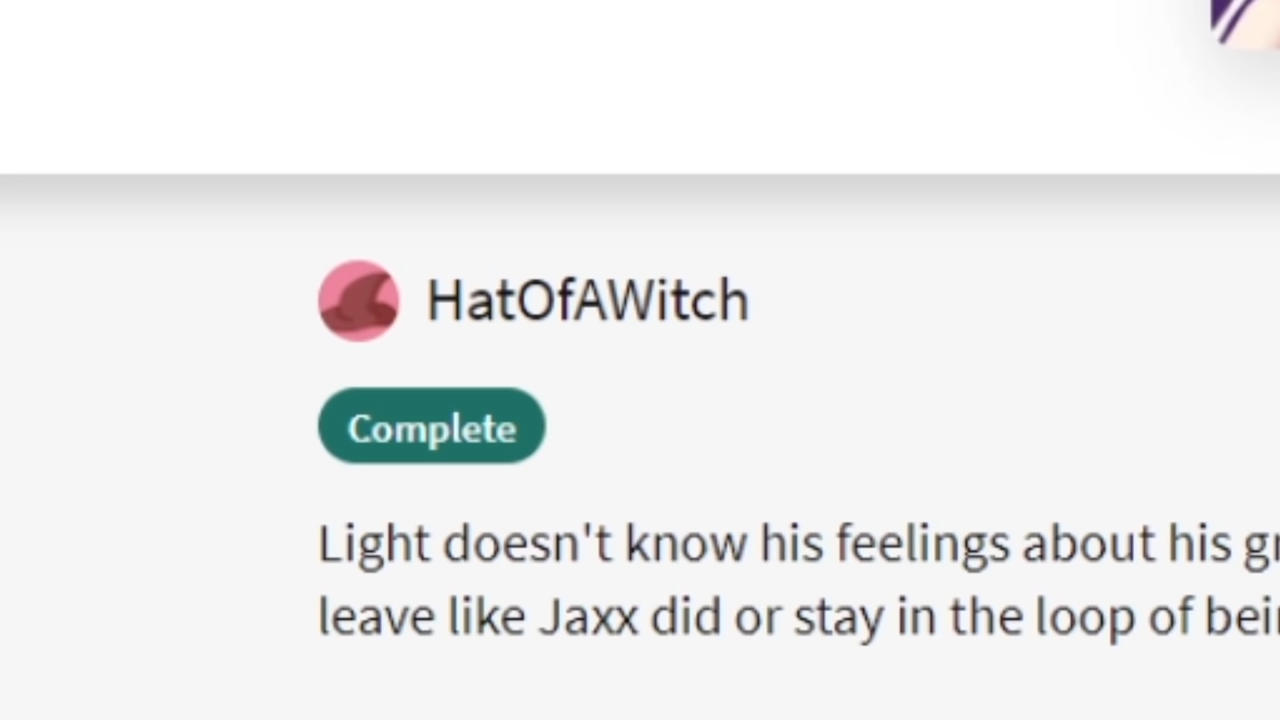 HatOfAWitch
Complete
Light doesn't know his feelings about his
leave like Jaxx did or stay in the loop of